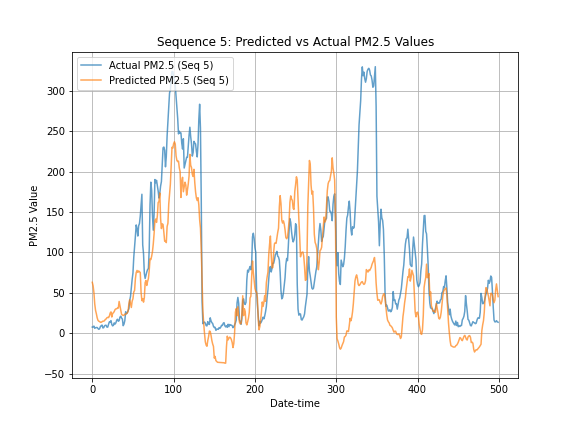 Sequence 5: Predicted vs Actual PM2.5 Values
Actual PM2.5 (Seq 5)
Predicted PM2.5 (Seq 5)
PM2.5 Value
300
250
200
150
100
50
0
−50
0 100 200 300 400 500
Date-time